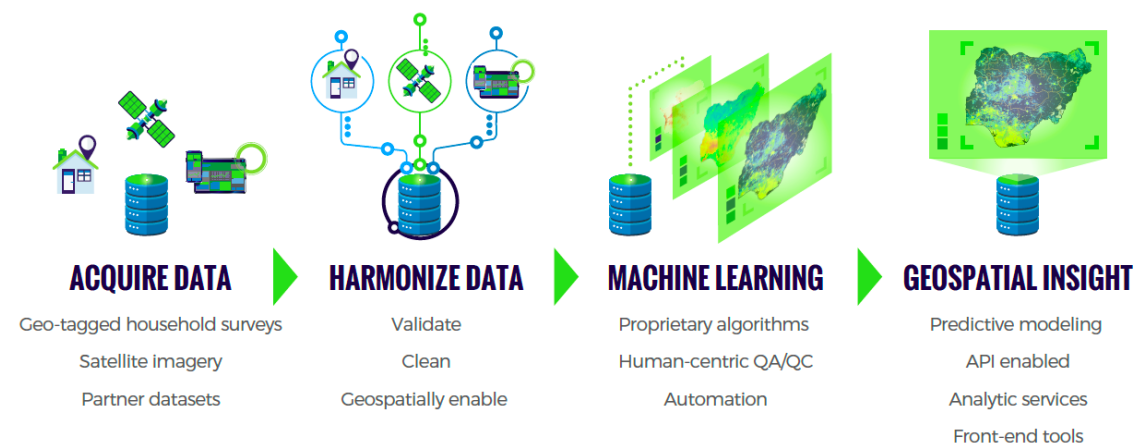 ACQUIRE DATA
Geo-tagged household surveys
Satellite imagery
Partner datasets
HARMONIZE DATA
Validate
Clean
Geospatially enable
MACHINE LEARNING
Proprietary algorithms
Human-centric QA/QC
Automation
GEOSPATIAL INSIGHT
Predictive modeling
API enabled
Analytic services
Front-end tools